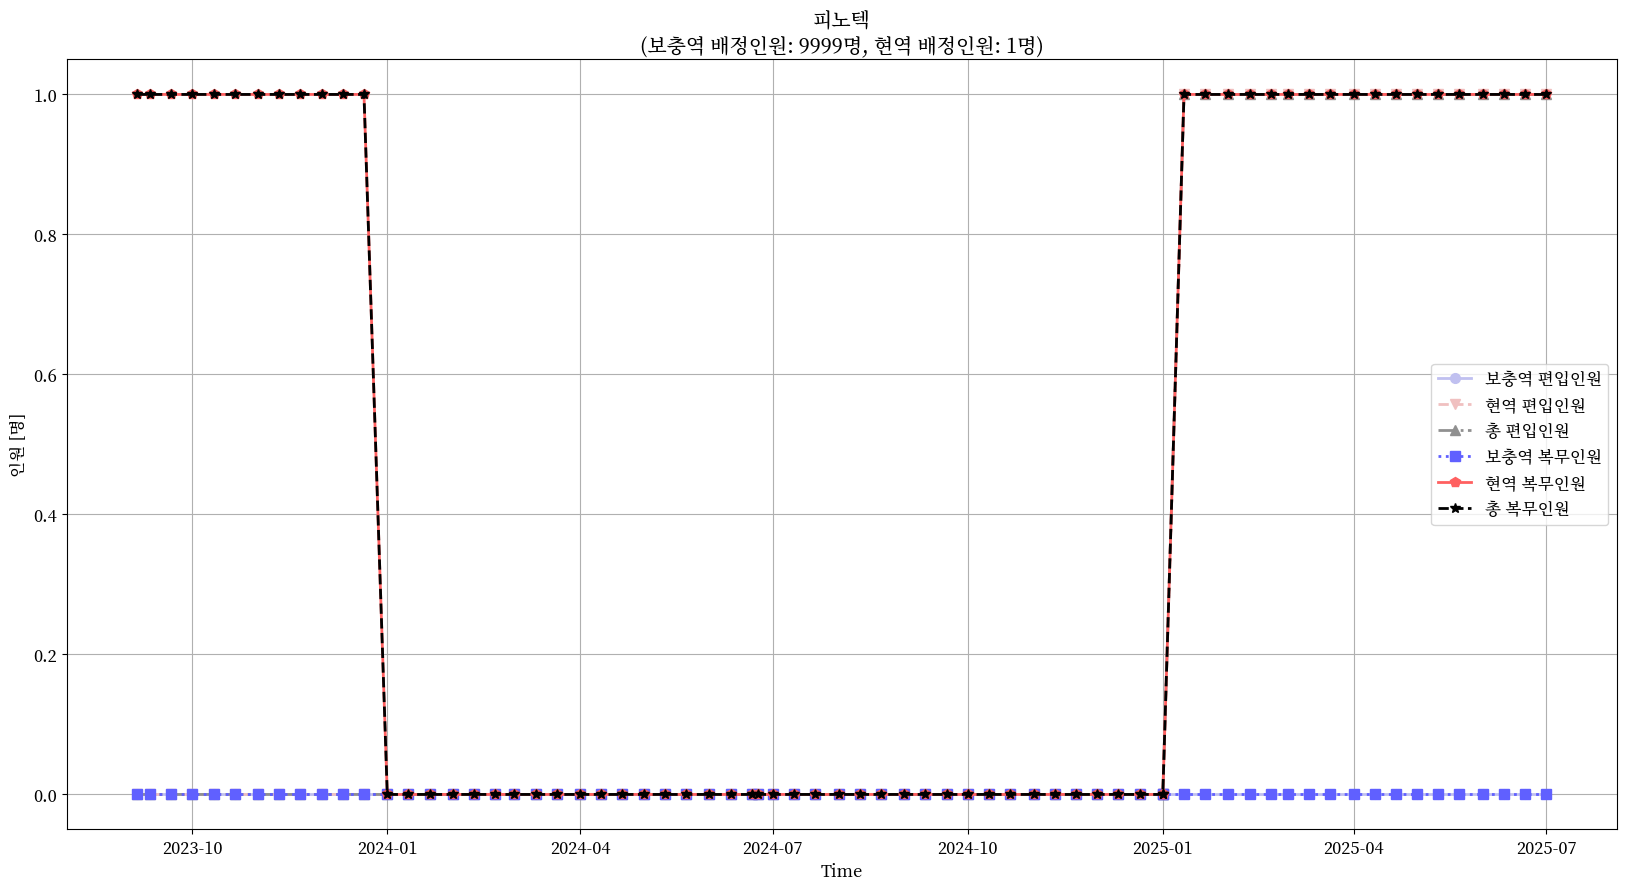 피노텍
(보충역 배정인원: 9999명, 현역 배정인원: 1명)
1.0
0.8
0.6
0.4
0.2
0.0
인원 [명]
보충역 편입인원
현역 편입인원
총 편입인원
보충역 복무인원
현역 복무인원
총 복무인원
2023-10
2024-01
2024-04
2024-07
2024-10
2025-01
2025-04
2025-07
Time